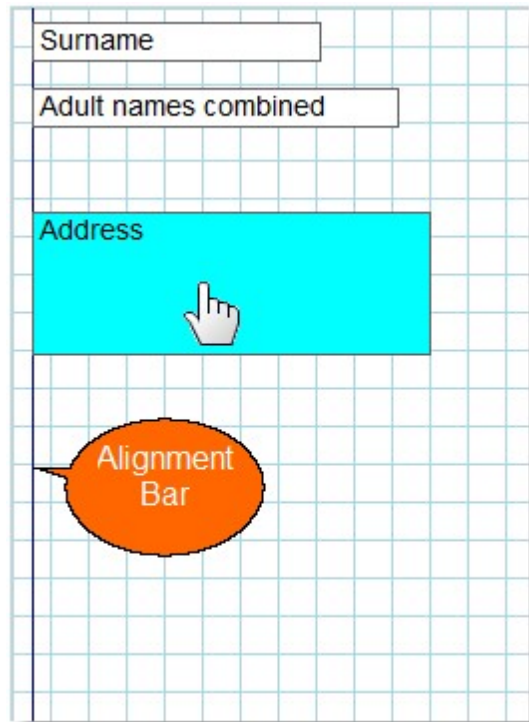 Surname
Adult names combined
Address
Alignment
Bar